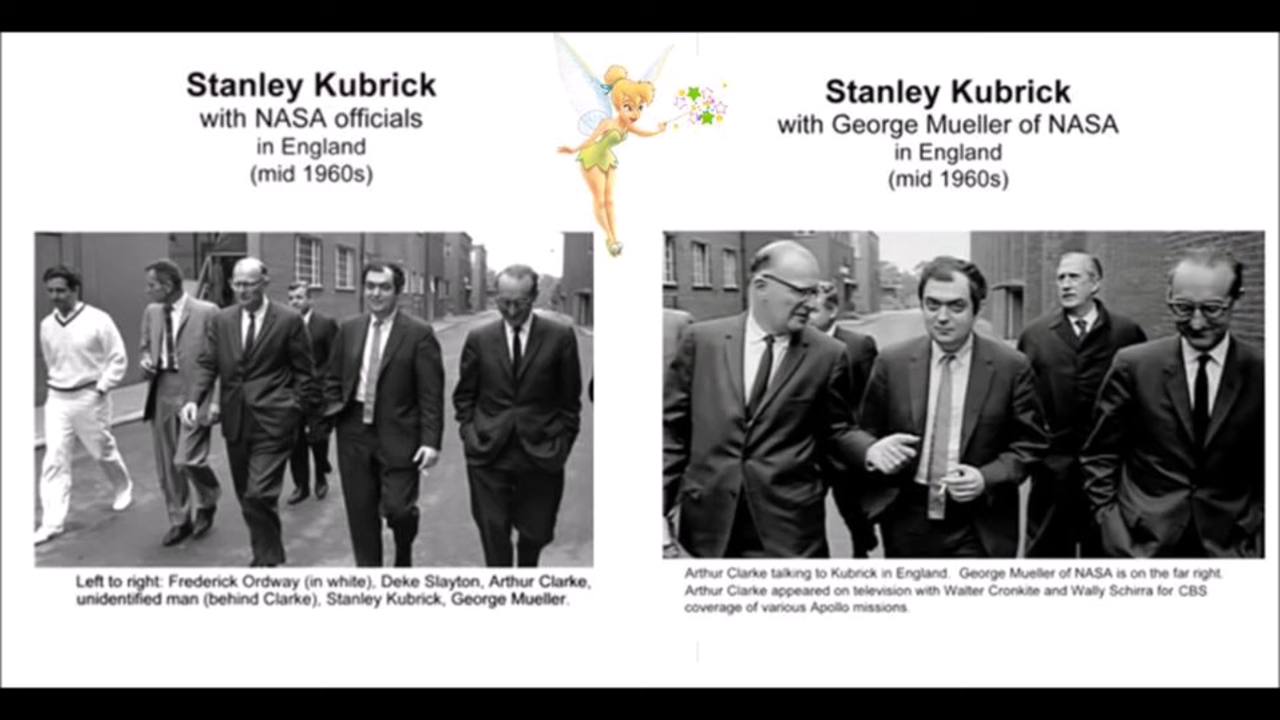 Stanley Kubrick
with NASA officials
in England
(mid 1960s)
Left to right: Frederick Ordway (in white), Deke Slayton, Arthur Clarke,
unidentified man (behind Clarke), Stanley Kubrick, George Mueller.
Stanley Kubrick
with George Mueller of NASA
in England
(mid 1960s)
Arthur Clarke talking to Kubrick in England. George Mueller of NASA is on the far right.
Arthur Clarke appeared on television with Walter Cronkite and Wally Schirra for CBS
coverage of various Apollo missions.